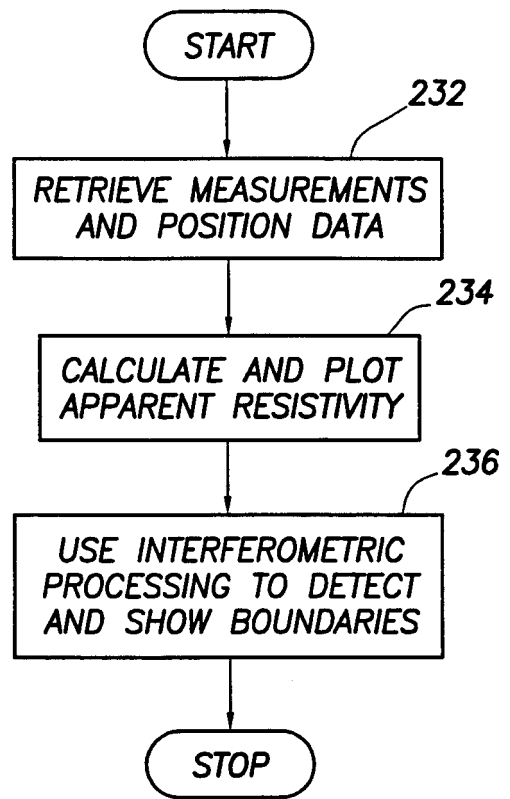 START
232
RETRIEVE MEASUREMENTS
AND POSITION DATA
234
CALCULATE AND PLOT
APPARENT RESISTIVITY
236
USE INTERFEROMETRIC
PROCESSING TO DETECT
AND SHOW BOUNDARIES
STOP